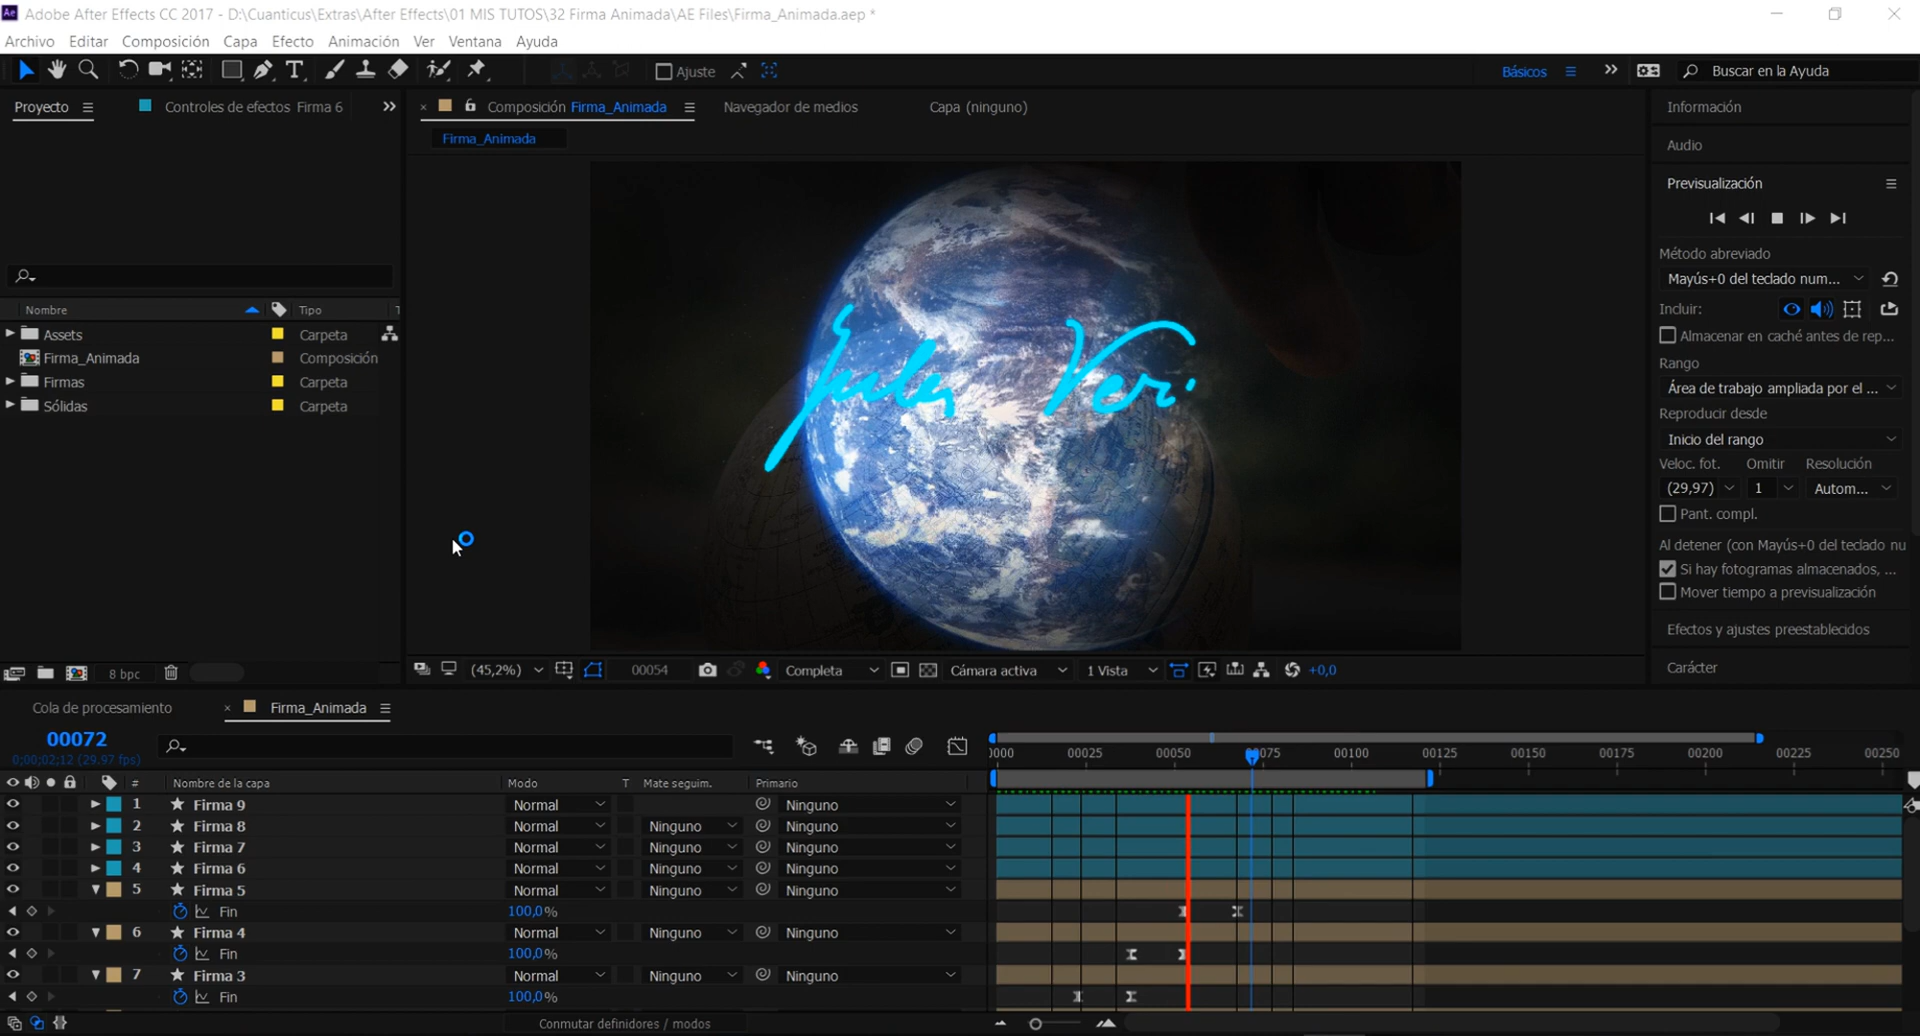 Adobe After Effects CC 2017 - D:\Cuanticus\Extras\After Effects\01 MIS TUTOS\32 Firma Animada\AE Files\Firma_Animada.aep *
Archivo Editar Composición Capa Efecto Animación Ver Ventana Ayuda
Ajuste Básicos Buscar en la Ayuda
Proyecto Controles de efectos Firma 6
Composición Firma_Animada Navegador de medios Capa (ninguno)
Firma_Animada
Nombre Tipo
Assets Carpeta
Firma_Animada Composición
Firmas Carpeta
Sólidas Carpeta
8 bpc
(45,2%) 00054 Completa Cámara activa 1 Vista +0,0
Información
Audio
Previsualización
Método abreviado
Mayús+0 del teclado num...
Incluir:
Almacenar en caché antes de rep...
Rango
Área de trabajo ampliada por el ...
Reproducir desde
Inicio del rango
Veloc. fot. Omitir Resolución
(29,97) 1 Autom...
Pant. compl.
Al detener (con Mayús+0 del teclado nu
Si hay fotogramas almacenados, ...
Mover tiempo a previsualización
Efectos y ajustes preestablecidos
Carácter
Cola de procesamiento Firma_Animada
00072
0;00;02;12 (29.97 fps)
0000 00025 00050 00075 00100 00125 00150 00175 00200 00225 00250
# Nombre de la capa Modo T Mate seguim. Primario
1 Firma 9 Normal Ninguno
2 Firma 8 Normal Ninguno Ninguno
3 Firma 7 Normal Ninguno Ninguno
4 Firma 6 Normal Ninguno Ninguno
5 Firma 5 Normal Ninguno Ninguno
Fin 100,0%
6 Firma 4 Normal Ninguno Ninguno
Fin 100,0%
7 Firma 3 Normal Ninguno Ninguno
Fin 100,0%
Conmutar definidores / modos